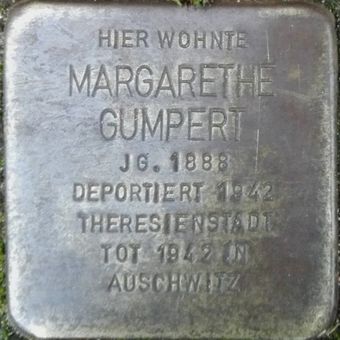 HIER WOHNTE
MARGARETHE
GUMPERT
JG. 1888
DEPORTIERT 1942
THERESIENSTADT
TOT 1942 IN
AUSCHWITZ